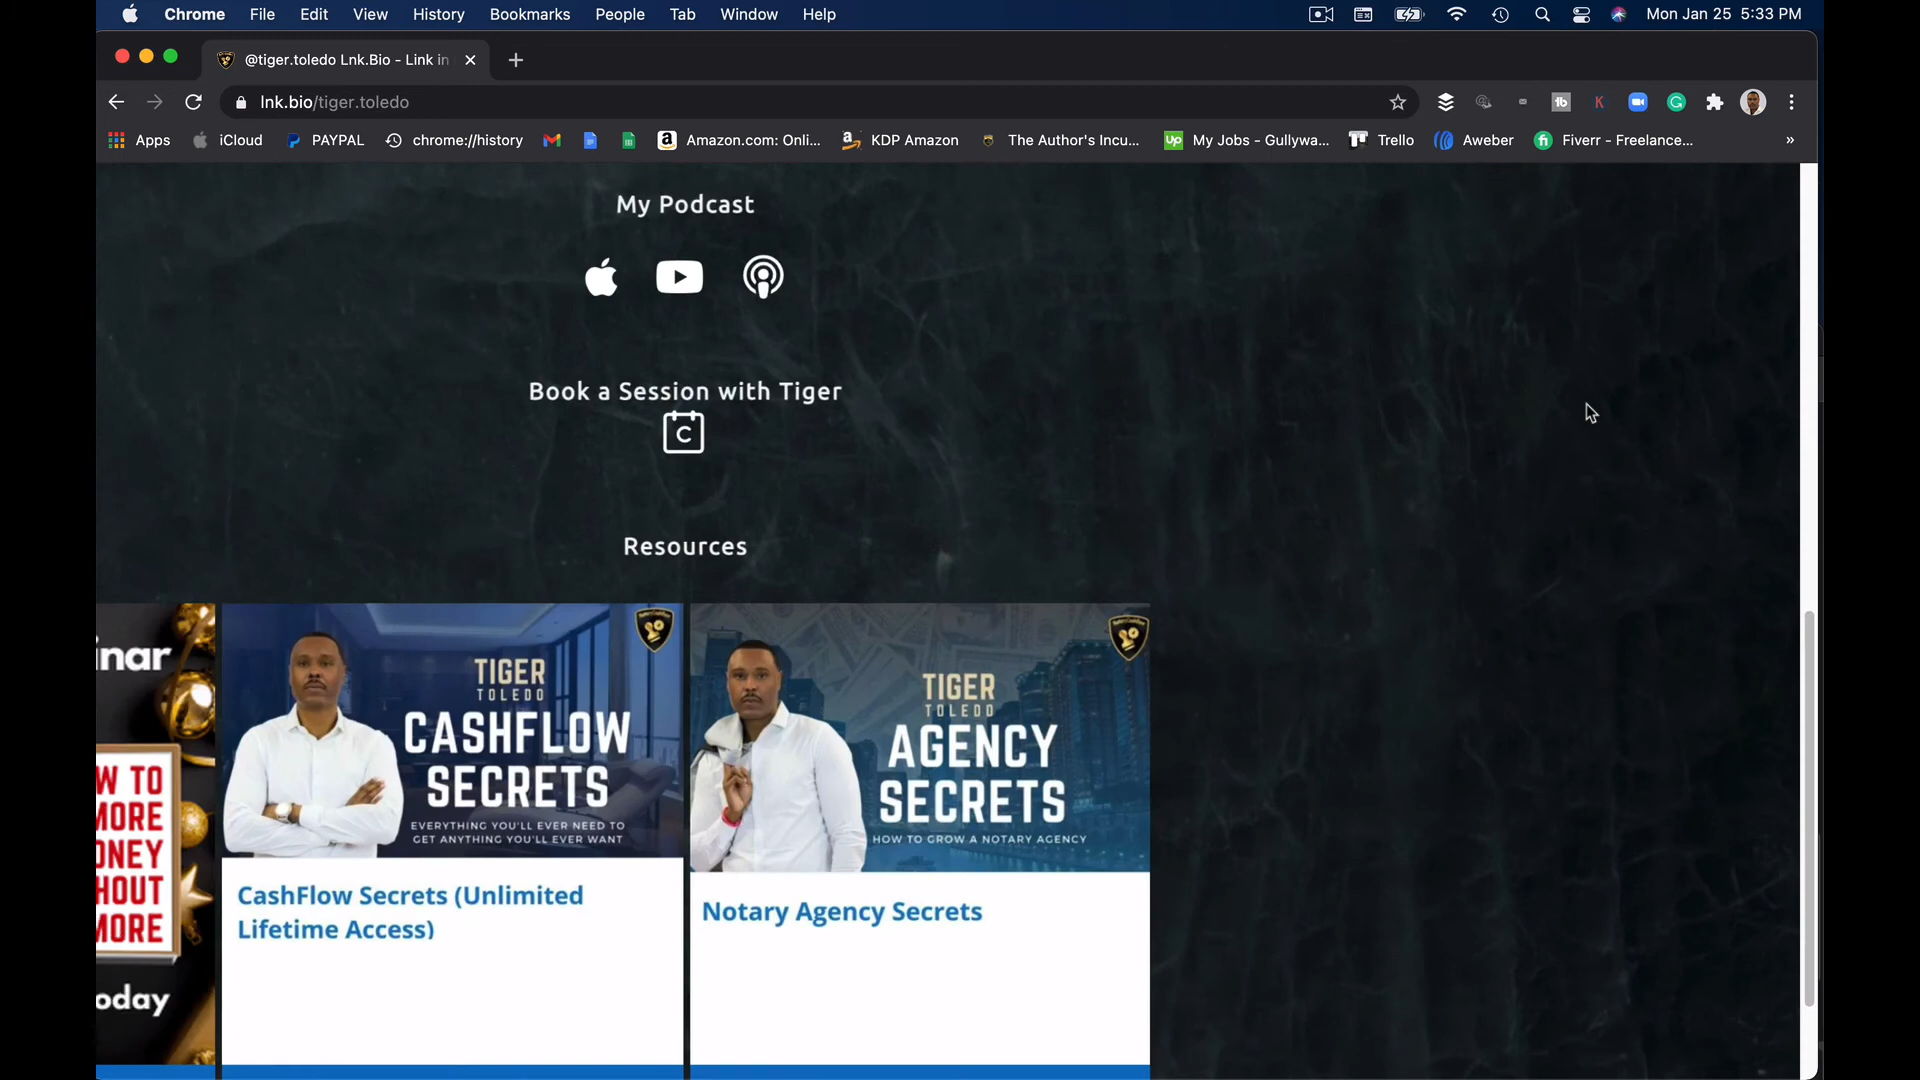 Chrome File Edit View History Bookmarks People Tab Window Help Mon Jan 25 5:33 PM
@tiger.toledo Lnk.Bio - Link in
lnk.bio/tiger.toledo
Apps iCloud PAYPAL chrome://history Amazon.com: Onli... KDP Amazon The Author's Incu... My Jobs - Gullywa... Trello Aweber Fiverr - Freelance... »
My Podcast
Book a Session with Tiger
C
Resources
inar
W TO
MORE
ONEY
HOUT
MORE
oday
TIGER
TOLEDO
CASHFLOW
SECRETS
EVERYTHING YOU'LL EVER NEED TO
GET ANYTHING YOU'LL EVER WANT
CashFlow Secrets (Unlimited
Lifetime Access)
TIGER
TOLEDO
AGENCY
SECRETS
HOW TO GROW A NOTARY AGENCY
Notary Agency Secrets